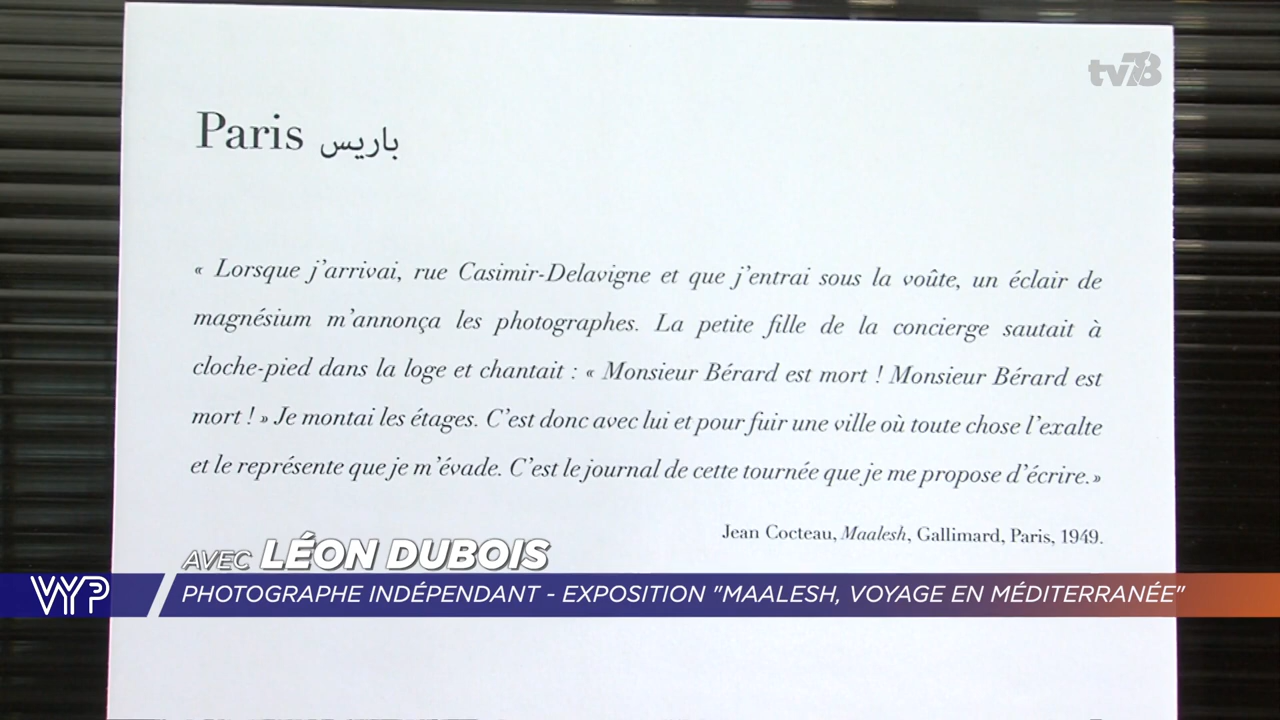 tv78
Paris باريس
« Lorsque j’arrivai, rue Casimir-Delavigne et que j’entrai sous la voûte, un éclair de
magnésium m’annonça les photographes. La petite fille de la concierge sautait à
cloche-pied dans la loge et chantait : « Monsieur Bérard est mort ! Monsieur Bérard est
mort ! » Je montai les étages. C’est donc avec lui et pour fuir une ville où toute chose l’exalte
et le représente que je m’évade. C’est le journal de cette tournée que je me propose d’écrire. »
Jean Cocteau, Maalesh, Gallimard, Paris, 1949.
AVEC LÉON DUBOIS
VYP PHOTOGRAPHE INDÉPENDANT - EXPOSITION "MAALESH, VOYAGE EN MÉDITERRANÉE"